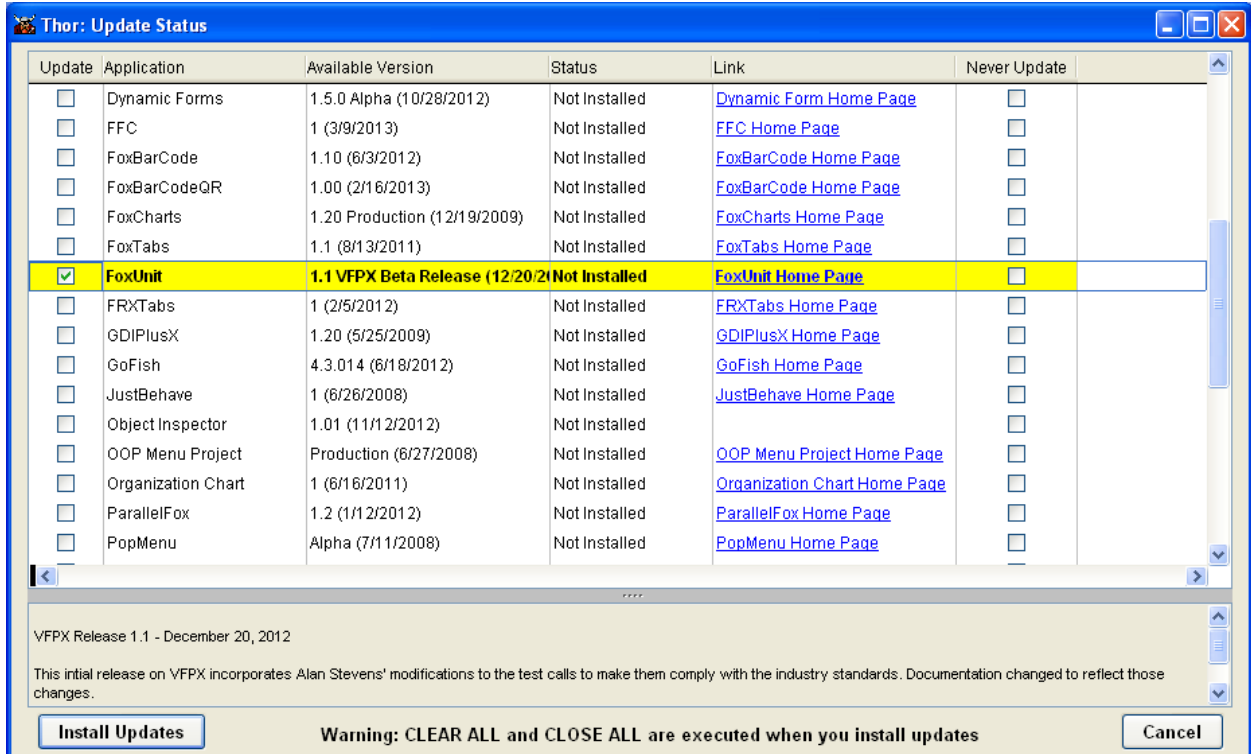 Thor: Update Status
Update Application Available Version Status Link Never Update
Dynamic Forms 1.5.0 Alpha (10/28/2012) Not Installed Dynamic Form Home Page
FFC 1 (3/9/2013) Not Installed FFC Home Page
FoxBarCode 1.10 (6/3/2012) Not Installed FoxBarCode Home Page
FoxBarCodeQR 1.00 (2/16/2013) Not Installed FoxBarCode Home Page
FoxCharts 1.20 Production (12/19/2009) Not Installed FoxCharts Home Page
FoxTabs 1.1 (8/13/2011) Not Installed FoxTabs Home Page
FoxUnit 1.1 VFPX Beta Release (12/20/20 Not Installed FoxUnit Home Page
FRXTabs 1 (2/5/2012) Not Installed FRXTabs Home Page
GDIPlusX 1.20 (5/25/2009) Not Installed GDIPlusX Home Page
GoFish 4.3.014 (6/18/2012) Not Installed GoFish Home Page
JustBehave 1 (6/26/2008) Not Installed JustBehave Home Page
Object Inspector 1.01 (11/12/2012) Not Installed
OOP Menu Project Production (6/27/2008) Not Installed OOP Menu Project Home Page
Organization Chart 1 (6/16/2011) Not Installed Organization Chart Home Page
ParallelFox 1.2 (1/12/2012) Not Installed ParallelFox Home Page
PopMenu Alpha (7/11/2008) Not Installed PopMenu Home Page
VFPX Release 1.1 - December 20, 2012
This intial release on VFPX incorporates Alan Stevens' modifications to the test calls to make them comply with the industry standards. Documentation changed to reflect those
changes.
Install Updates Warning: CLEAR ALL and CLOSE ALL are executed when you install updates Cancel